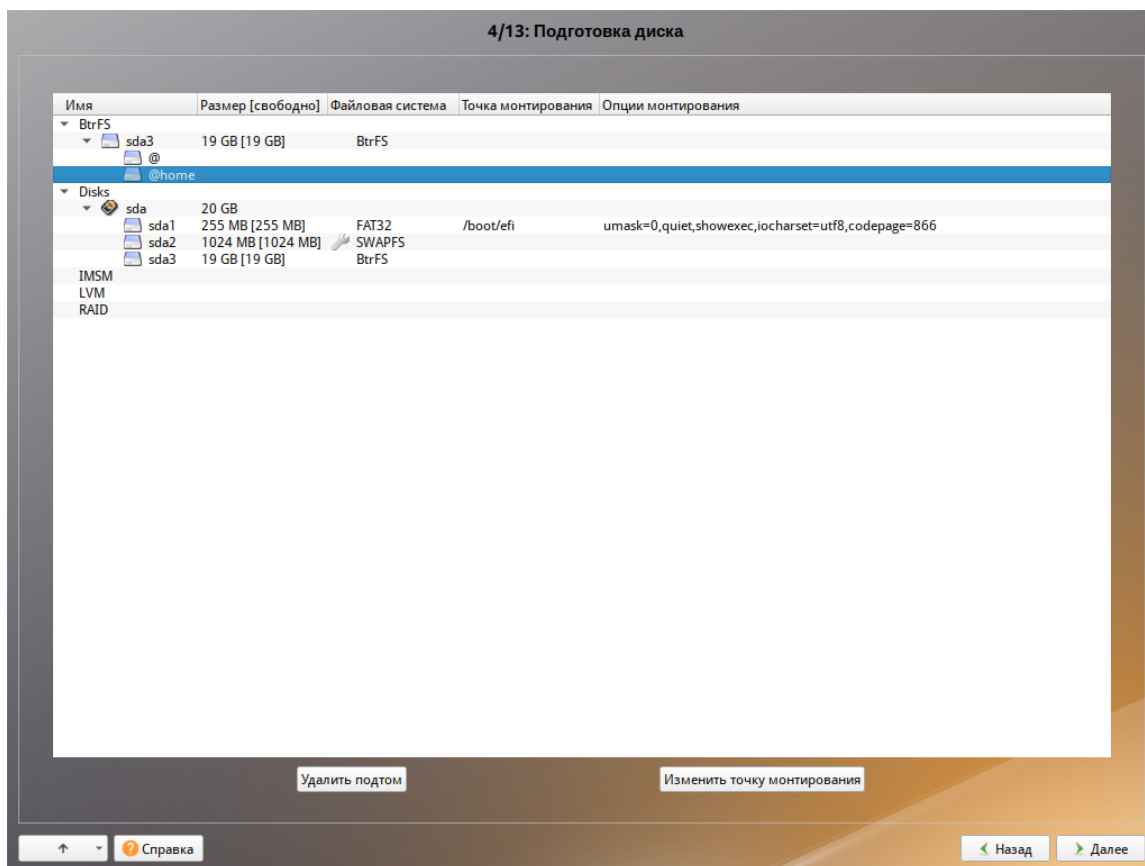 4/13: Подготовка диска
Имя Размер [свободно] Файловая система Точка монтирования Опции монтирования
BtrFS
sda3 19 GB [19 GB] BtrFS
@
@home
Disks
sda 20 GB
sda1 255 MB [255 MB] FAT32 /boot/efi umask=0,quiet,showexec,iocharset=utf8,codepage=866
sda2 1024 MB [1024 MB] SWAPFS
sda3 19 GB [19 GB] BtrFS
IMSM
LVM
RAID
Удалить подтом Изменить точку монтирования
Справка Назад Далее